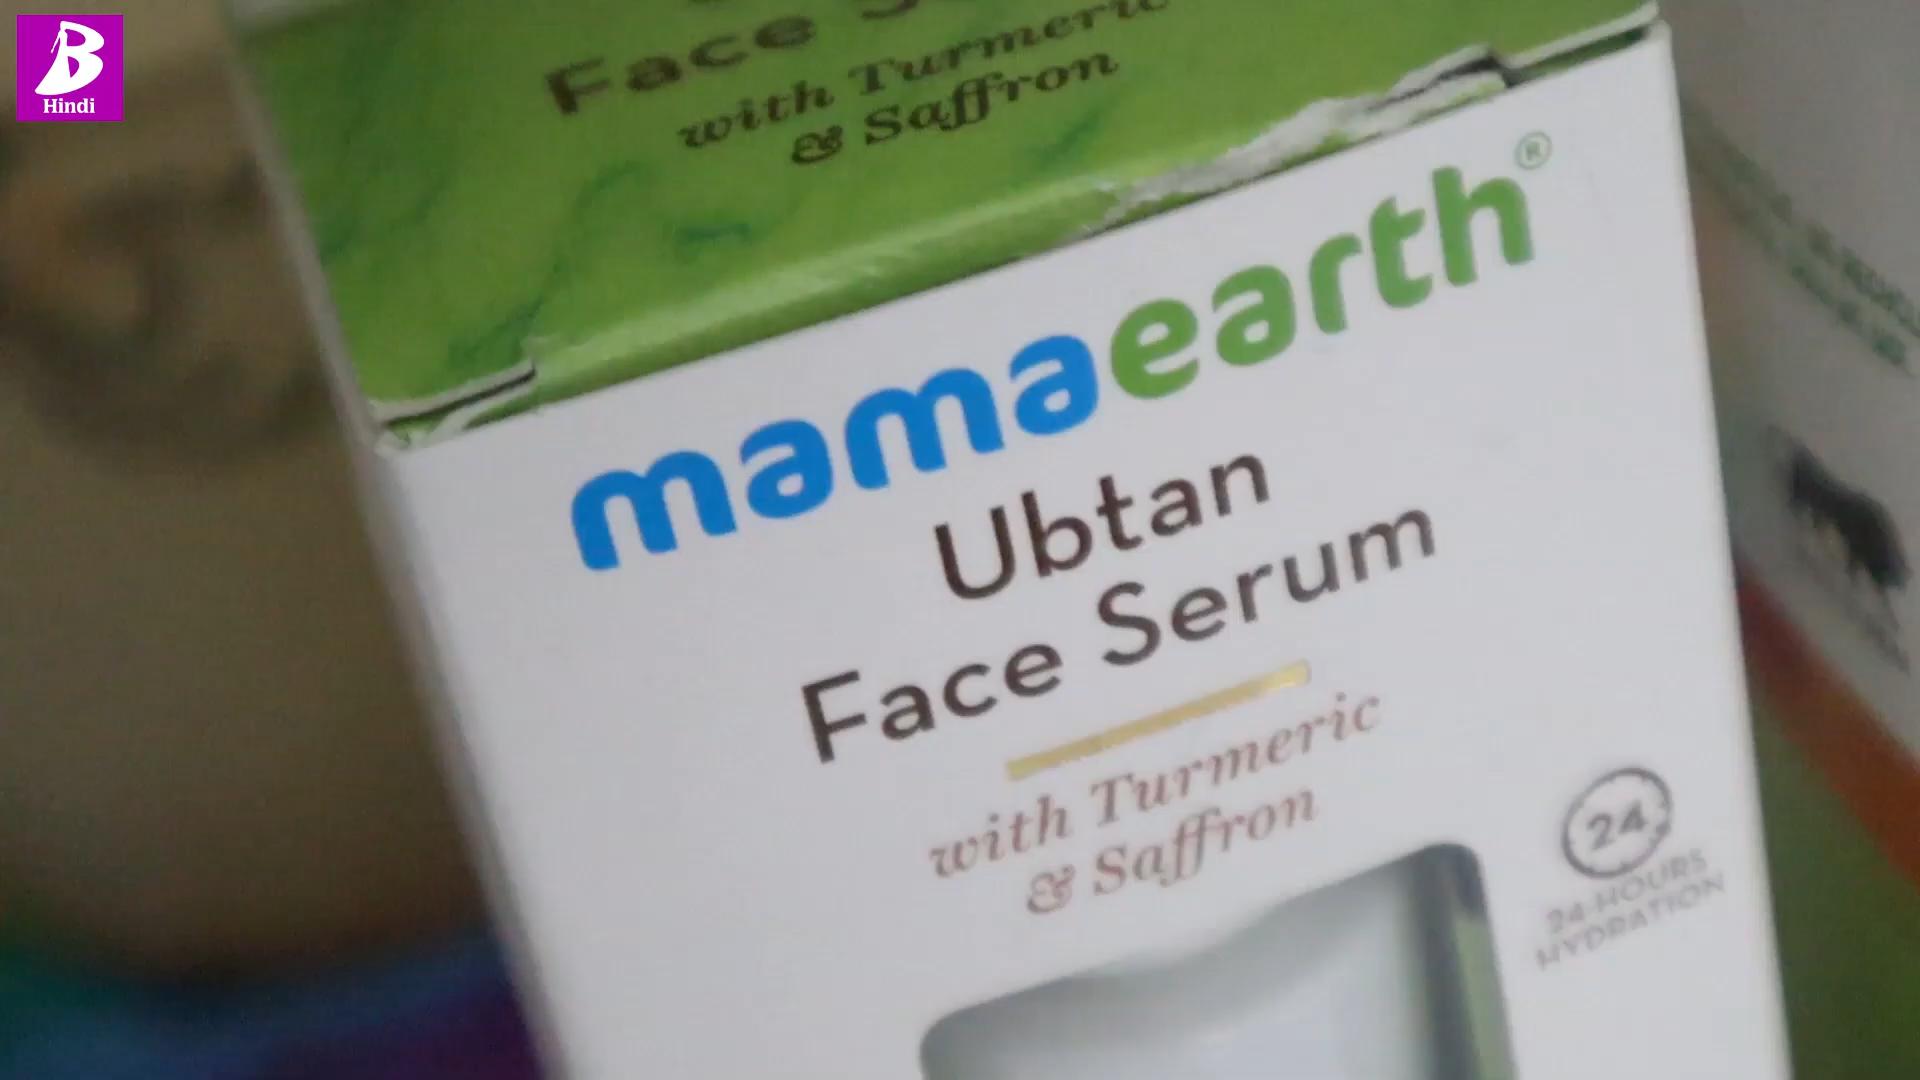 B
Hindi
Face
with Turmeric
& Saffron
mamaearth®
Ubtan
Face Serum
with Turmeric
& Saffron
24
24-HOURS
HYDRATION